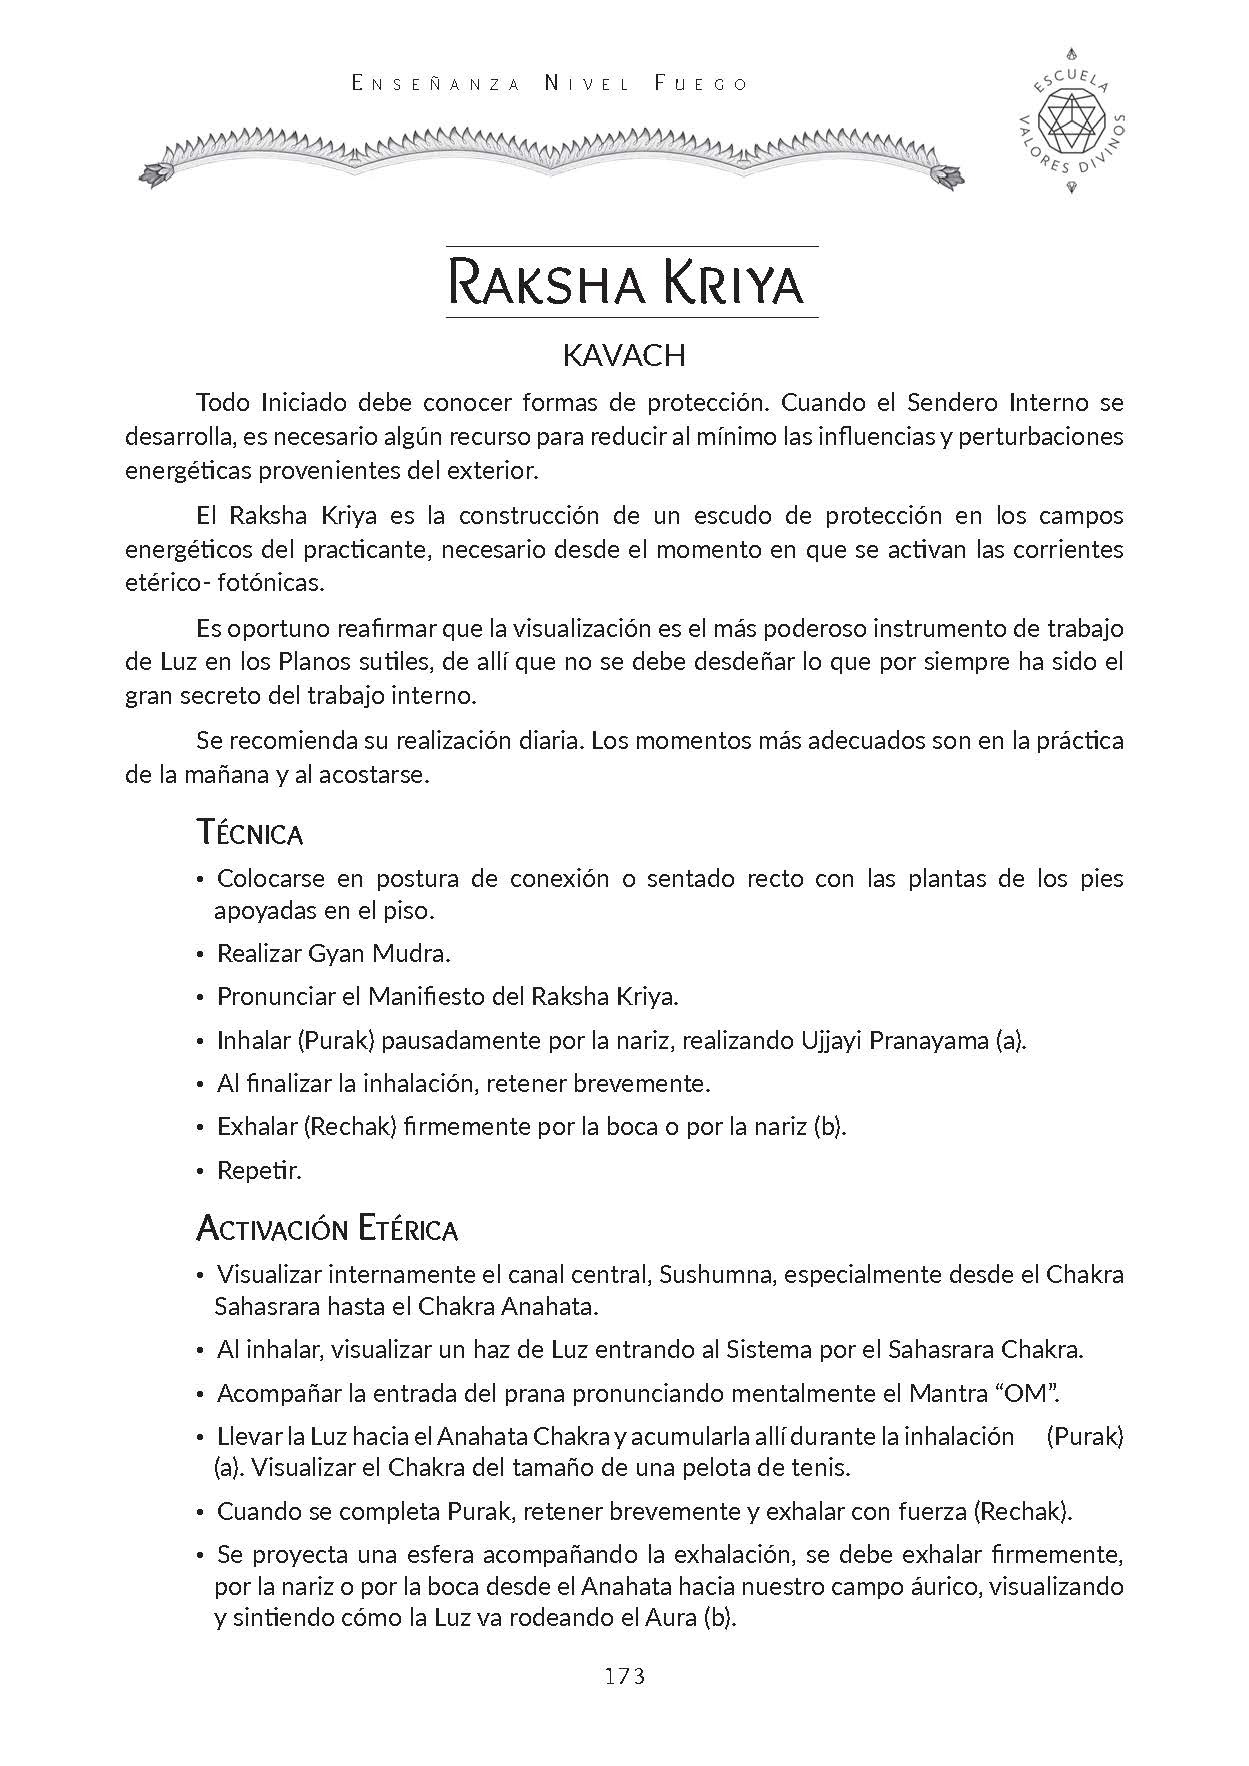 Enseñanza Nivel Fuego
ESCUELA
VALORES DIVINOS
Raksha Kriya
KAVACH
Todo Iniciado debe conocer formas de protección. Cuando el Sendero Interno se
desarrolla, es necesario algún recurso para reducir al mínimo las influencias y perturbaciones
energéticas provenientes del exterior.
El Raksha Kriya es la construcción de un escudo de protección en los campos
energéticos del practicante, necesario desde el momento en que se activan las corrientes
etérico- fotónicas.
Es oportuno reafirmar que la visualización es el más poderoso instrumento de trabajo
de Luz en los Planos sutiles, de allí que no se debe desdeñar lo que por siempre ha sido el
gran secreto del trabajo interno.
Se recomienda su realización diaria. Los momentos más adecuados son en la práctica
de la mañana y al acostarse.
Técnica
• Colocarse en postura de conexión o sentado recto con las plantas de los pies
apoyadas en el piso.
• Realizar Gyan Mudra.
• Pronunciar el Manifiesto del Raksha Kriya.
• Inhalar (Purak) pausadamente por la nariz, realizando Ujjayi Pranayama (a).
• Al finalizar la inhalación, retener brevemente.
• Exhalar (Rechak) firmemente por la boca o por la nariz (b).
• Repetir.
Activación Etérica
• Visualizar internamente el canal central, Sushumna, especialmente desde el Chakra
Sahasrara hasta el Chakra Anahata.
• Al inhalar, visualizar un haz de Luz entrando al Sistema por el Sahasrara Chakra.
• Acompañar la entrada del prana pronunciando mentalmente el Mantra “OM”.
• Llevar la Luz hacia el Anahata Chakra y acumularla allí durante la inhalación (Purak)
(a). Visualizar el Chakra del tamaño de una pelota de tenis.
• Cuando se completa Purak, retener brevemente y exhalar con fuerza (Rechak).
• Se proyecta una esfera acompañando la exhalación, se debe exhalar firmemente,
por la nariz o por la boca desde el Anahata hacia nuestro campo áurico, visualizando
y sintiendo cómo la Luz va rodeando el Aura (b).
173